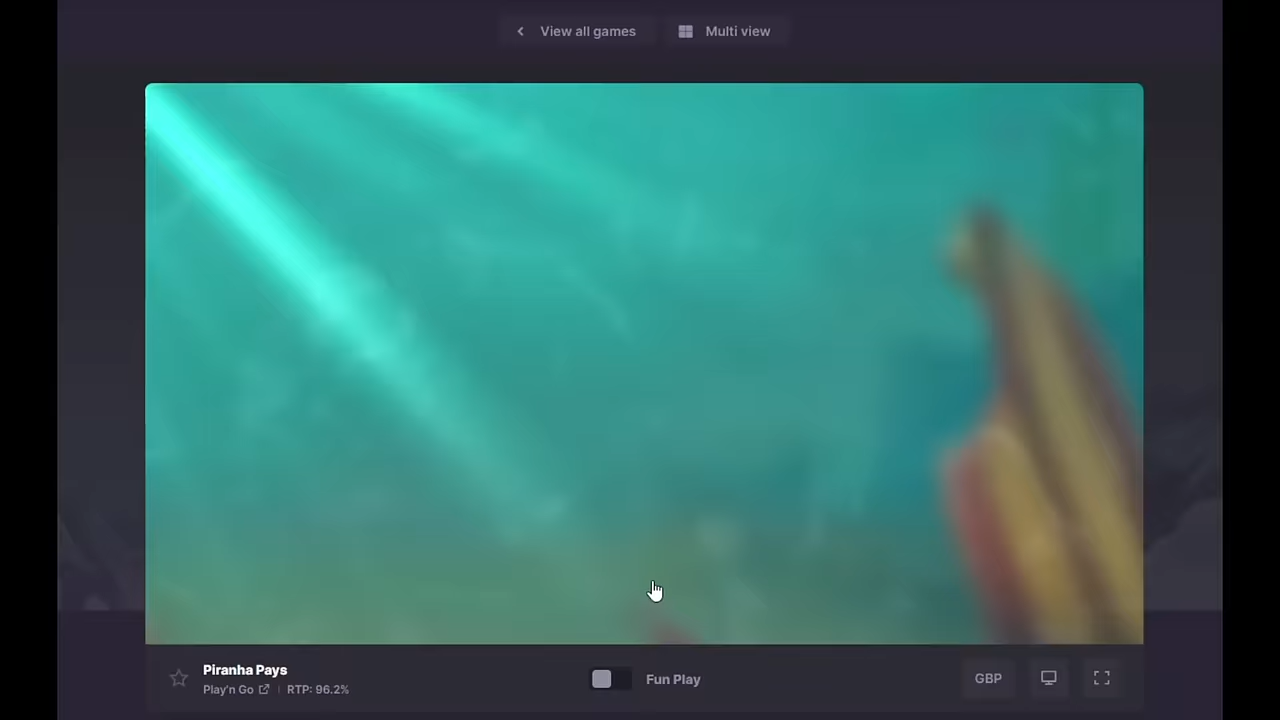 View all games
Multi view
Piranha Pays
Play'n Go | RTP: 96.2%
Fun Play
GBP